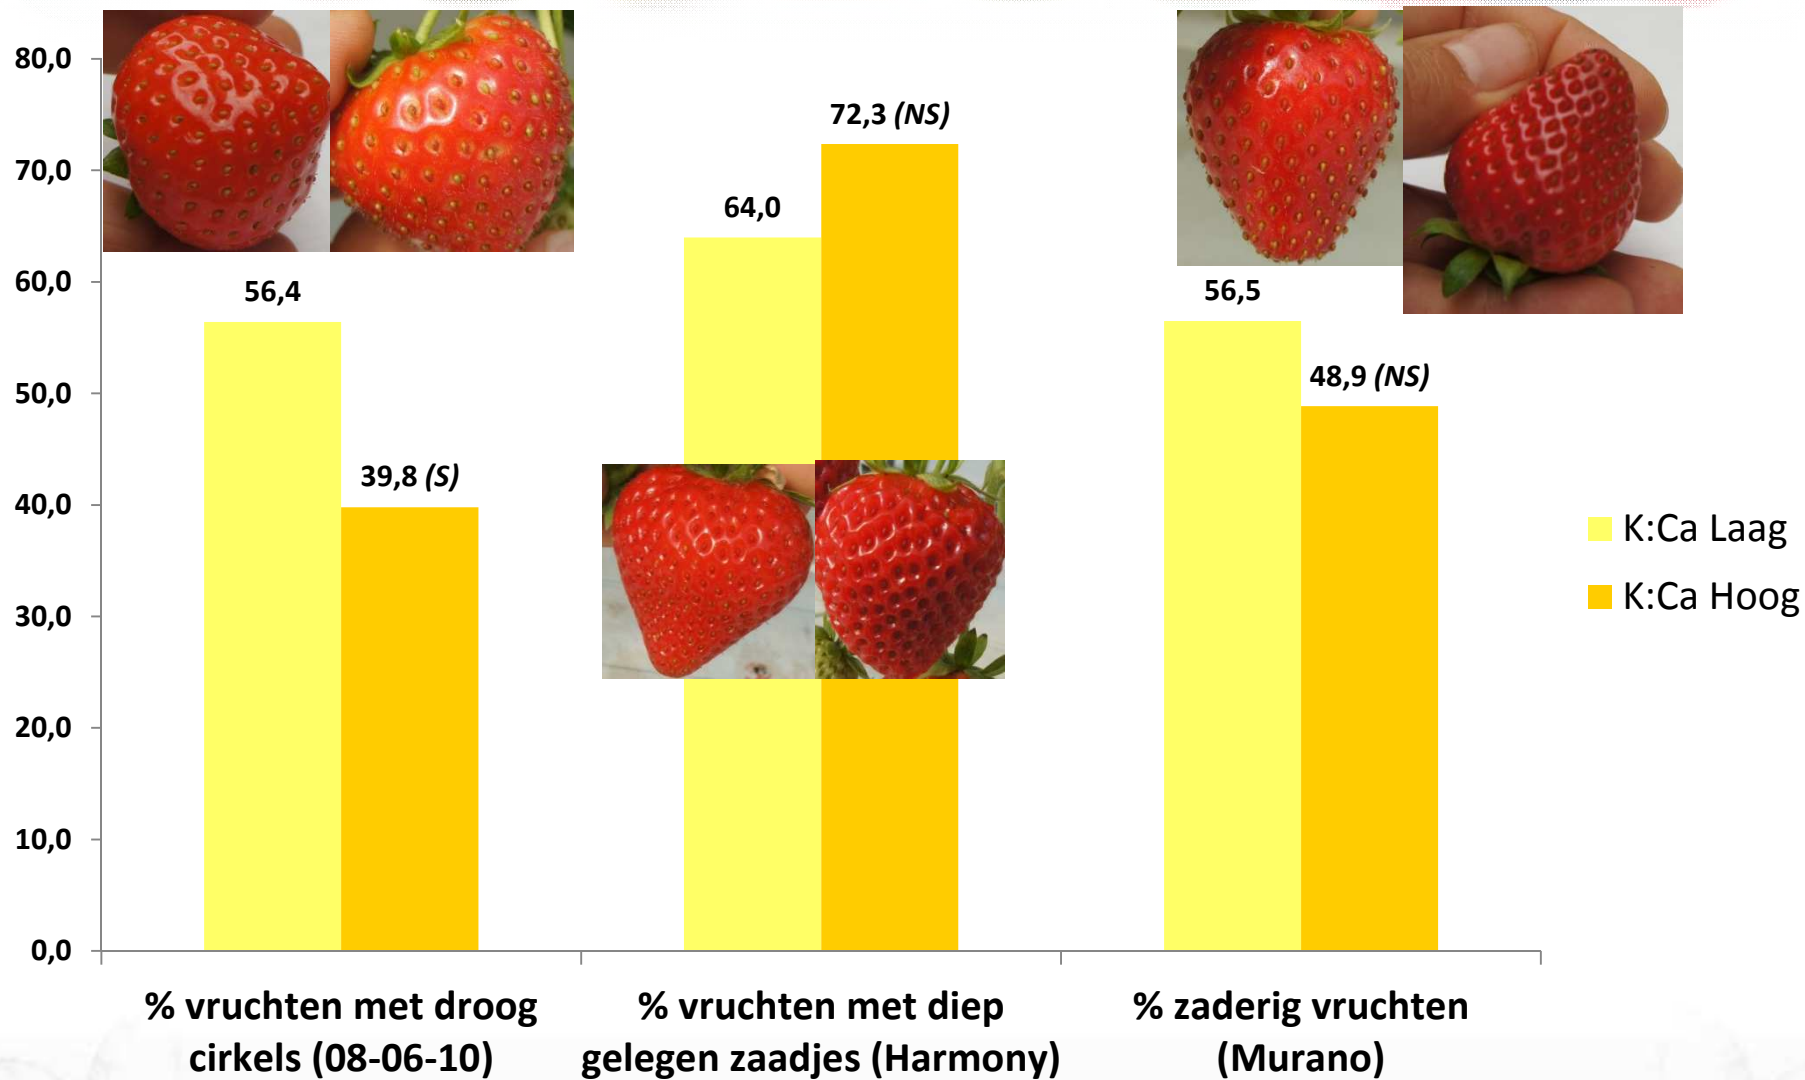 80,0
70,0
60,0
50,0
40,0
30,0
20,0
10,0
0,0
56,4
39,8 (S)
64,0
72,3 (NS)
56,5
48,9 (NS)
K:Ca Laag
K:Ca Hoog
% vruchten met droog
cirkels (08-06-10)
% vruchten met diep
gelegen zaadjes (Harmony)
% zaderig vruchten
(Murano)